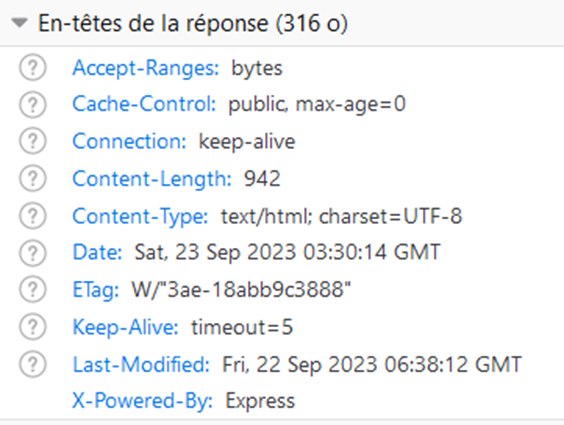 En-têtes de la réponse (316 o)
Accept-Ranges: bytes
Cache-Control: public, max-age=0
Connection: keep-alive
Content-Length: 942
Content-Type: text/html; charset=UTF-8
Date: Sat, 23 Sep 2023 03:30:14 GMT
ETag: W/"3ae-18abb9c3888"
Keep-Alive: timeout=5
Last-Modified: Fri, 22 Sep 2023 06:38:12 GMT
X-Powered-By: Express